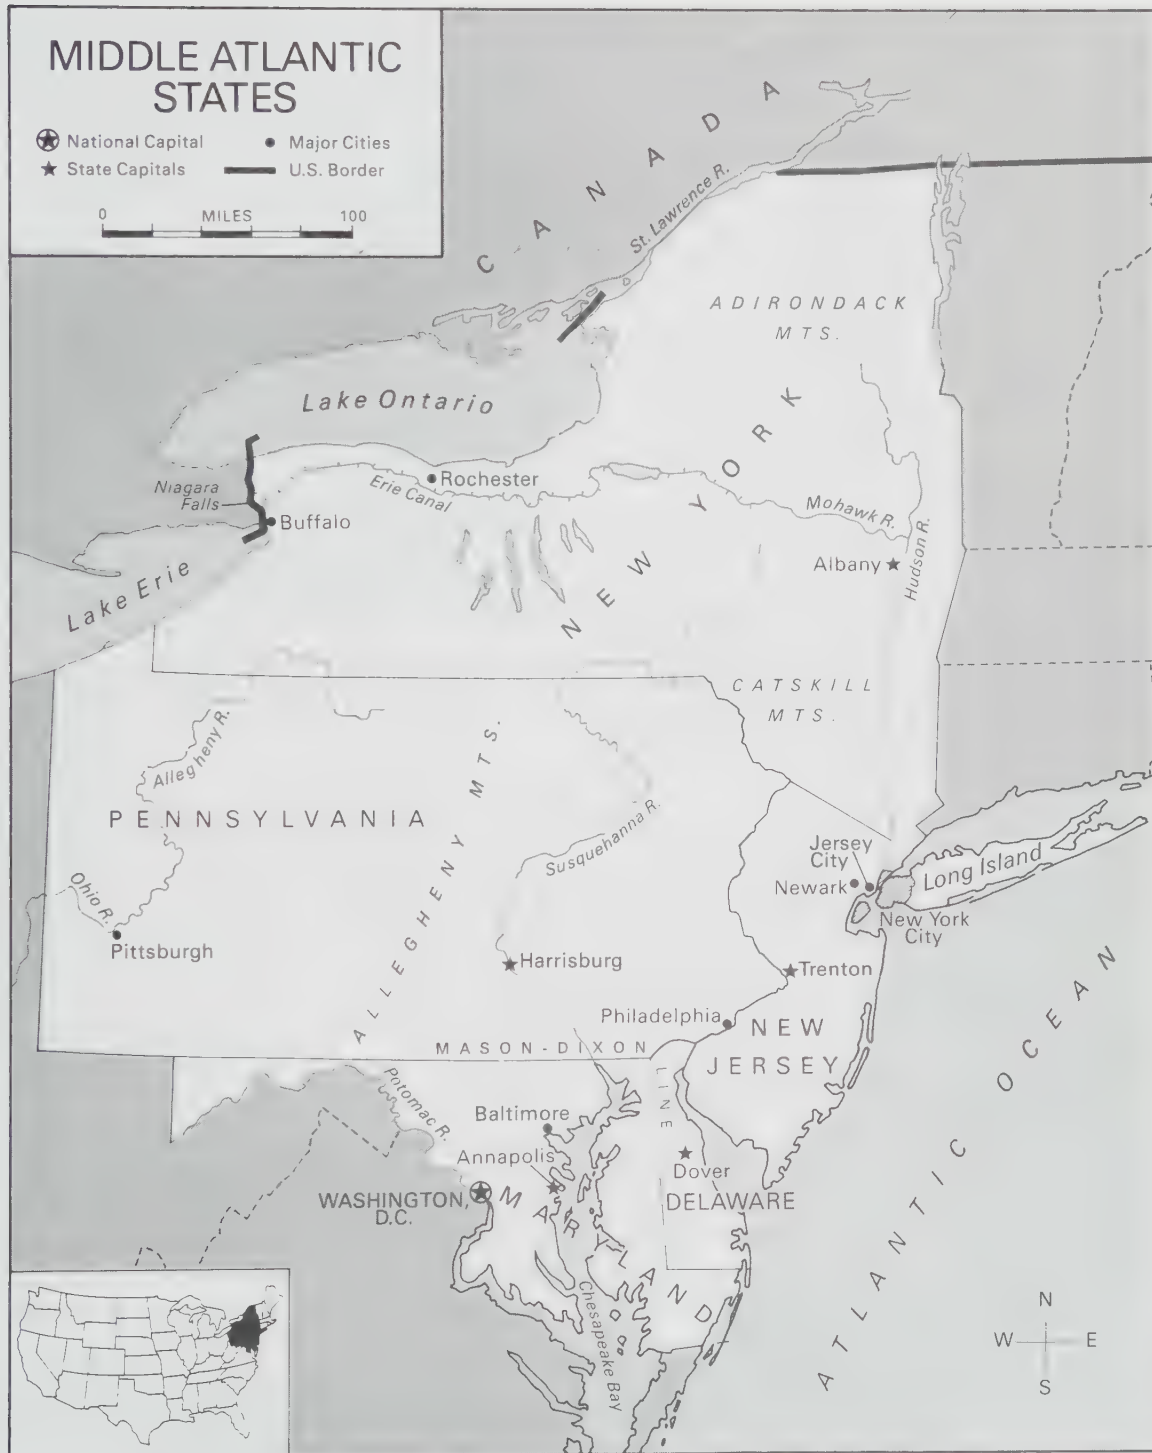 MIDDLE ATLANTIC
STATES
National Capital
Major Cities
State Capitals
U.S. Border
0 MILES 100
CANADA
St. Lawrence R.
ADIRONDACK
MTS.
Lake Ontario
NEW YORK
Niagara
Falls
Rochester
Erie Canal
Mohawk R.
Buffalo
Hudson R.
Albany
Lake Erie
CATSKILL
MTS.
Allegheny R.
ALLEGHENY MTS.
PENNSYLVANIA
Susquehanna R.
Jersey
City
Newark
Long Island
New York
City
Ohio R.
Pittsburgh
Harrisburg
Trenton
Philadelphia
NEW
JERSEY
MASON-DIXON
LINE
ATLANTIC OCEAN
Potomac R.
Baltimore
Annapolis
Dover
WASHINGTON,
D.C.
MARYLAND
DELAWARE
Chesapeake Bay
N
W E
S